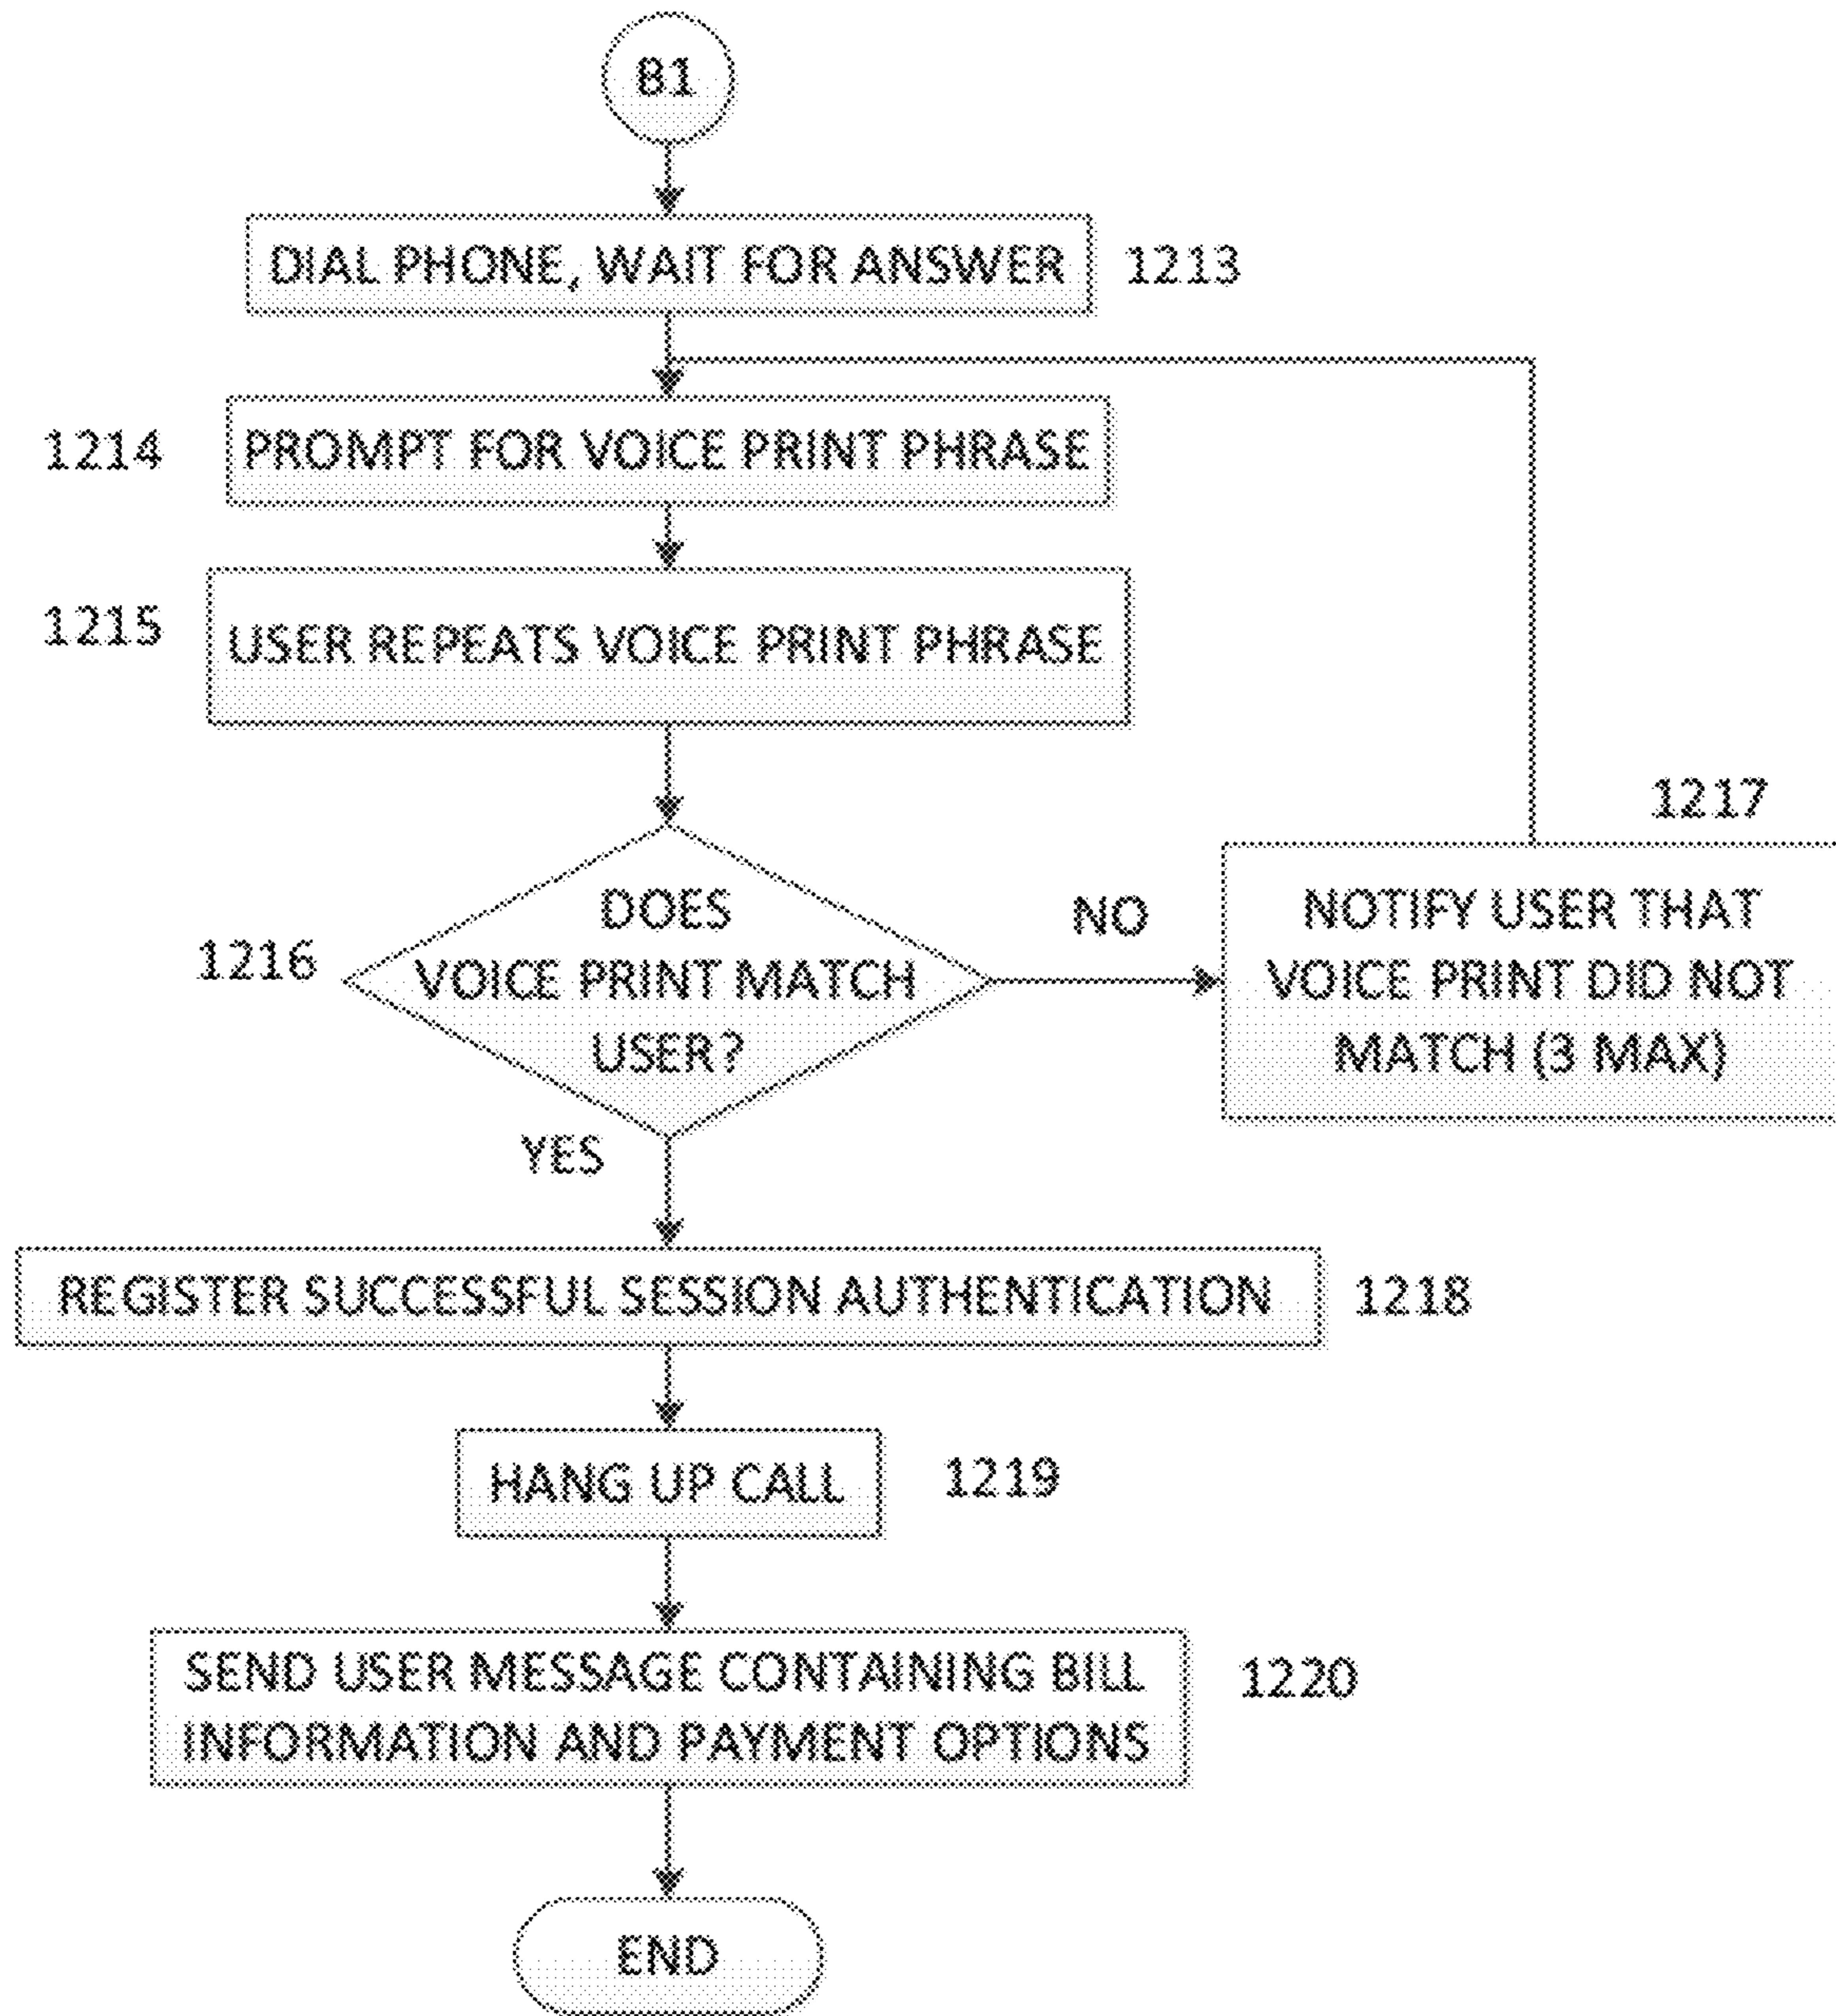 B1
DIAL PHONE, WAIT FOR ANSWER 1213
1214 PROMPT FOR VOICE PRINT PHRASE
1215 USER REPEATS VOICE PRINT PHRASE
1216
DOES
VOICE PRINT MATCH
USER?
NO
1217
NOTIFY USER THAT
VOICE PRINT DID NOT
MATCH (3 MAX)
YES
REGISTER SUCCESSFUL SESSION AUTHENTICATION 1218
HANG UP CALL 1219
SEND USER MESSAGE CONTAINING BILL
INFORMATION AND PAYMENT OPTIONS
1220
END